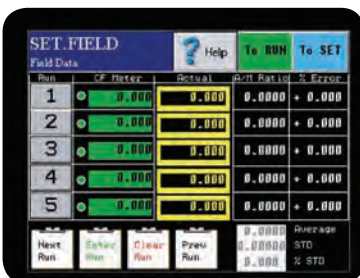 SET.FIELD
Field Data
Help
To RUN
To SET
Run CF Meter Actual A/M Ratio % Error
1 0.000 0.000 0.0000 + 0.000
2 0.000 0.000 0.0000 + 0.000
3 0.000 0.000 0.0000 + 0.000
4 0.000 0.000 0.0000 + 0.000
5 0.000 0.000 0.0000 + 0.000
Next Run
Enter Run
Clear Run
Prev Run
0.0000 Average
0.00000 STD
0.000 % STD